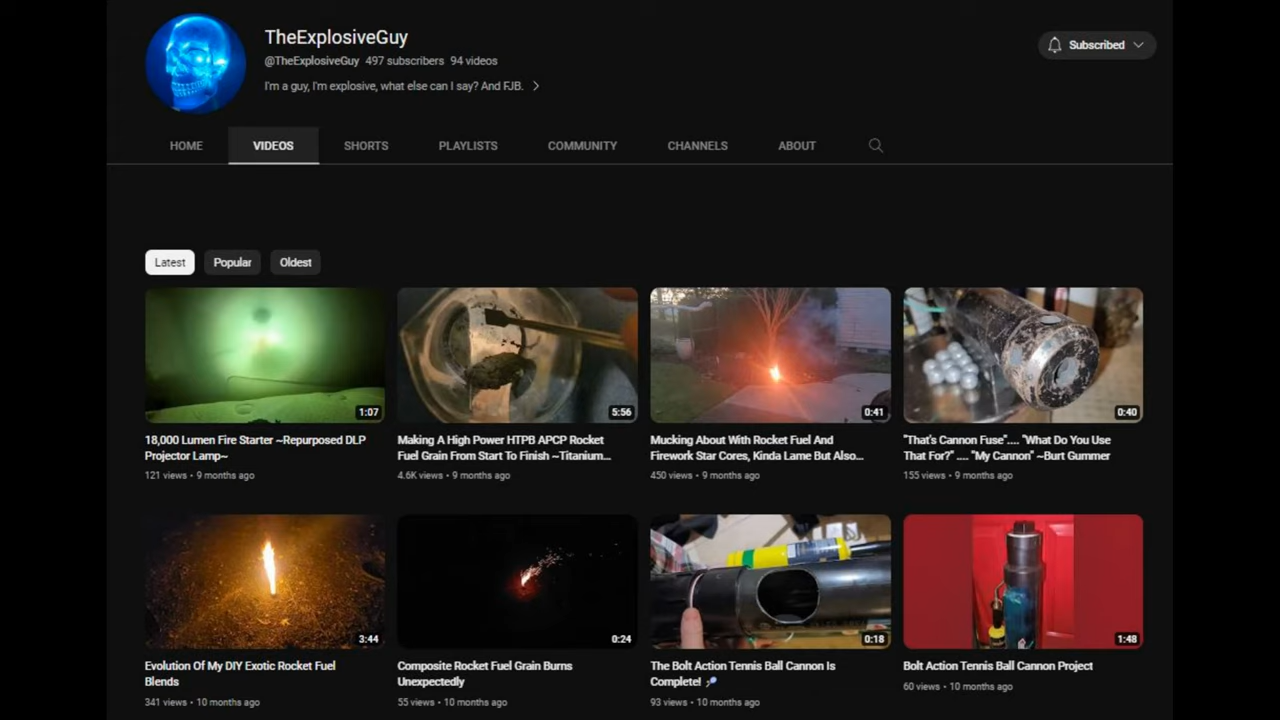 TheExplosiveGuy
@TheExplosiveGuy 497 subscribers 94 videos
I'm a guy, I'm explosive, what else can I say? And FJB.
Subscribed
HOME VIDEOS SHORTS PLAYLISTS COMMUNITY CHANNELS ABOUT
Latest Popular Oldest
1:07
18,000 Lumen Fire Starter ~Repurposed DLP
Projector Lamp~
121 views • 9 months ago
5:56
Making A High Power HTPB APCP Rocket
Fuel Grain From Start To Finish ~Titanium...
4.6K views • 9 months ago
0:41
Mucking About With Rocket Fuel And
Firework Star Cores, Kinda Lame But Also...
450 views • 9 months ago
0:40
"That's Cannon Fuse".... "What Do You Use
That For?" .... "My Cannon" ~Burt Gummer
155 views • 9 months ago
3:44
Evolution Of My DIY Exotic Rocket Fuel
Blends
341 views • 10 months ago
0:24
Composite Rocket Fuel Grain Burns
Unexpectedly
55 views • 10 months ago
0:18
The Bolt Action Tennis Ball Cannon Is
Complete!
93 views • 10 months ago
1:48
Bolt Action Tennis Ball Cannon Project
60 views • 10 months ago